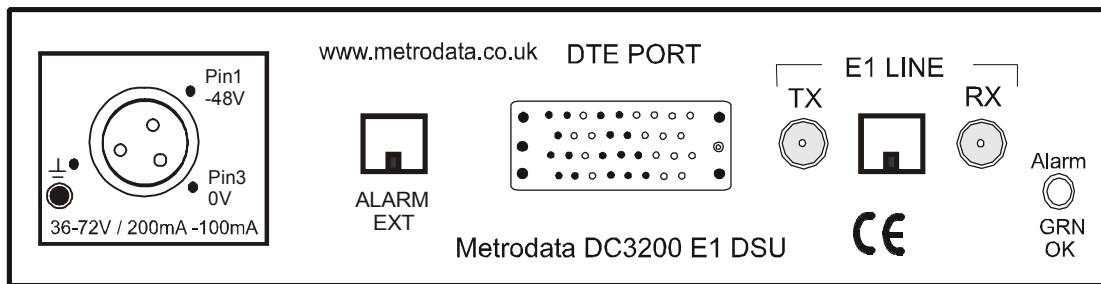 Pin1
-48V
Pin3
0V
36-72V / 200mA -100mA
www.metrodata.co.uk
ALARM
EXT
DTE PORT
Metrodata DC3200 E1 DSU
E1 LINE
TX
RX
CE
Alarm
GRN
OK